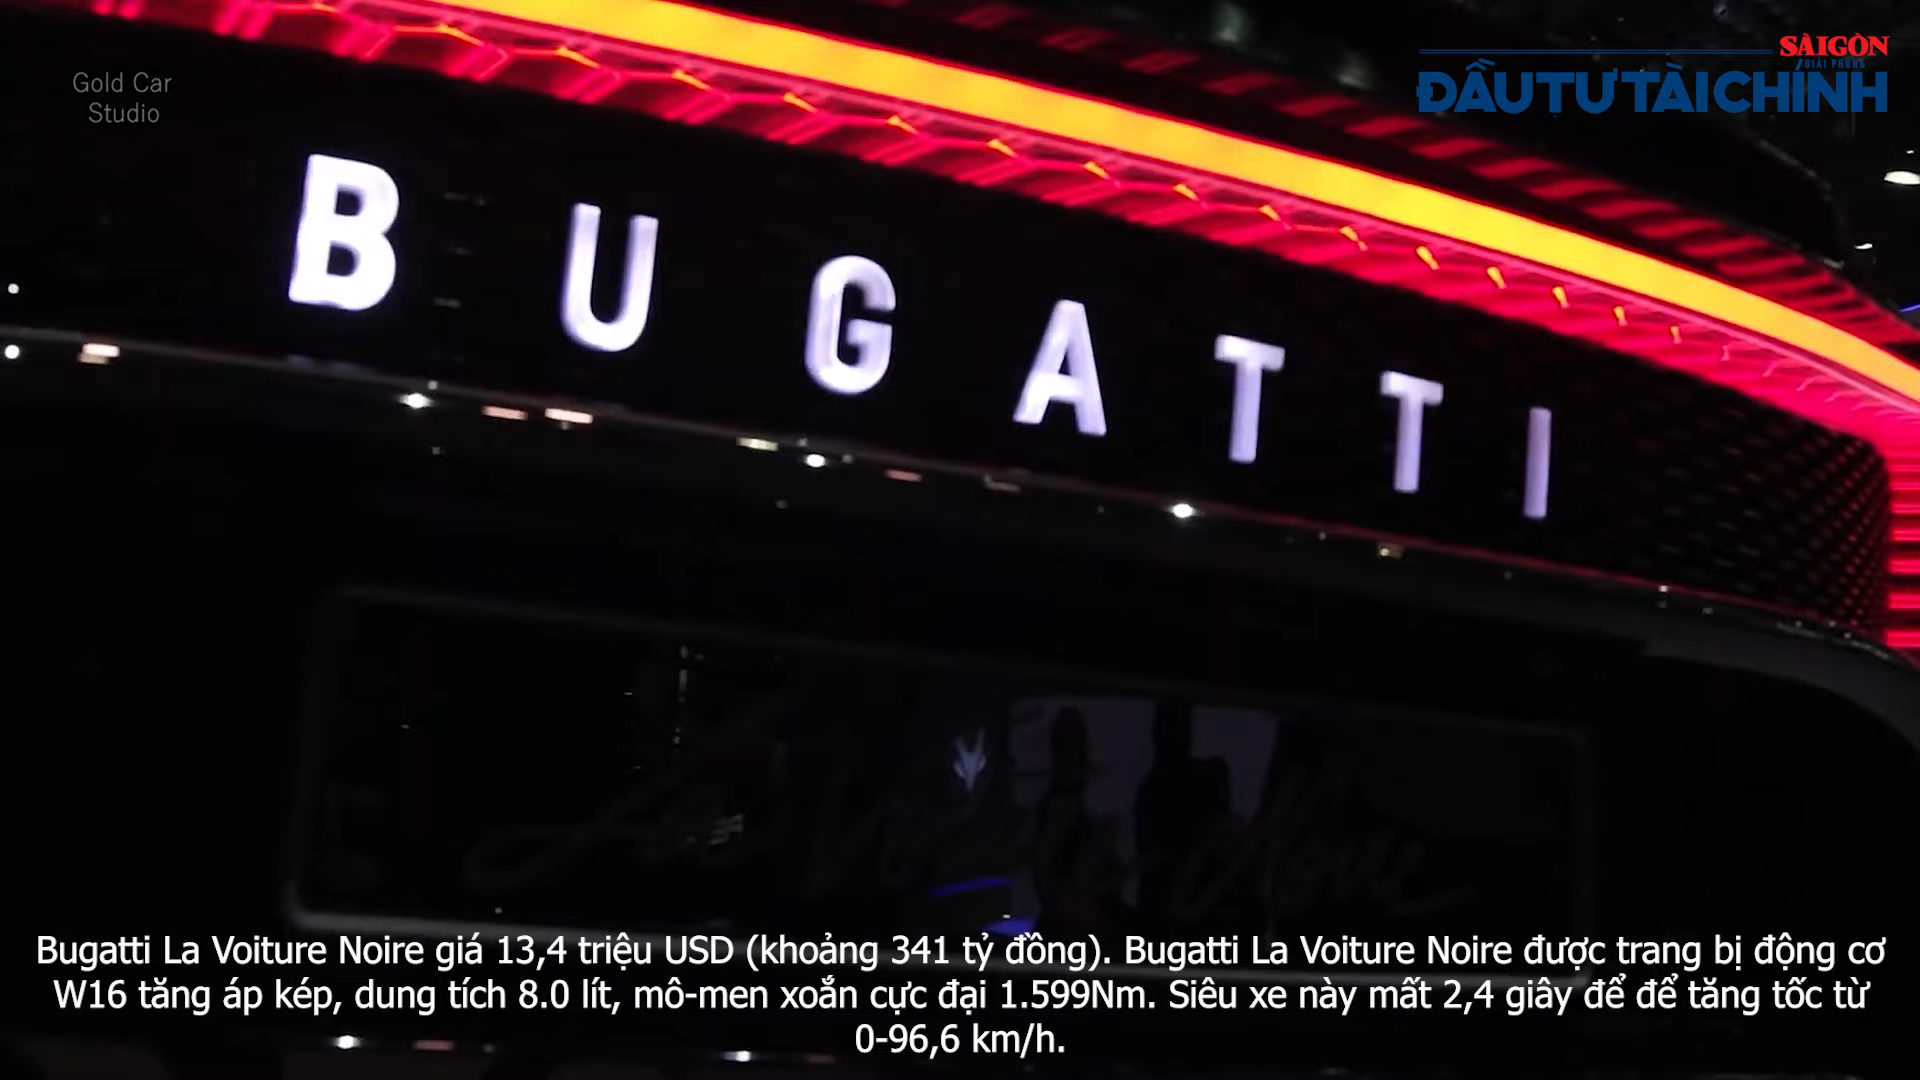 Gold Car
Studio
SÀIGÒN
GIẢI PHÓNG
ĐẦU TƯ TÀI CHÍNH
BUGATTI
La Voiture Noire
Bugatti La Voiture Noire giá 13,4 triệu USD (khoảng 341 tỷ đồng). Bugatti La Voiture Noire được trang bị động cơ
W16 tăng áp kép, dung tích 8.0 lít, mô-men xoắn cực đại 1.599Nm. Siêu xe này mất 2,4 giây để để tăng tốc từ
0-96,6 km/h.